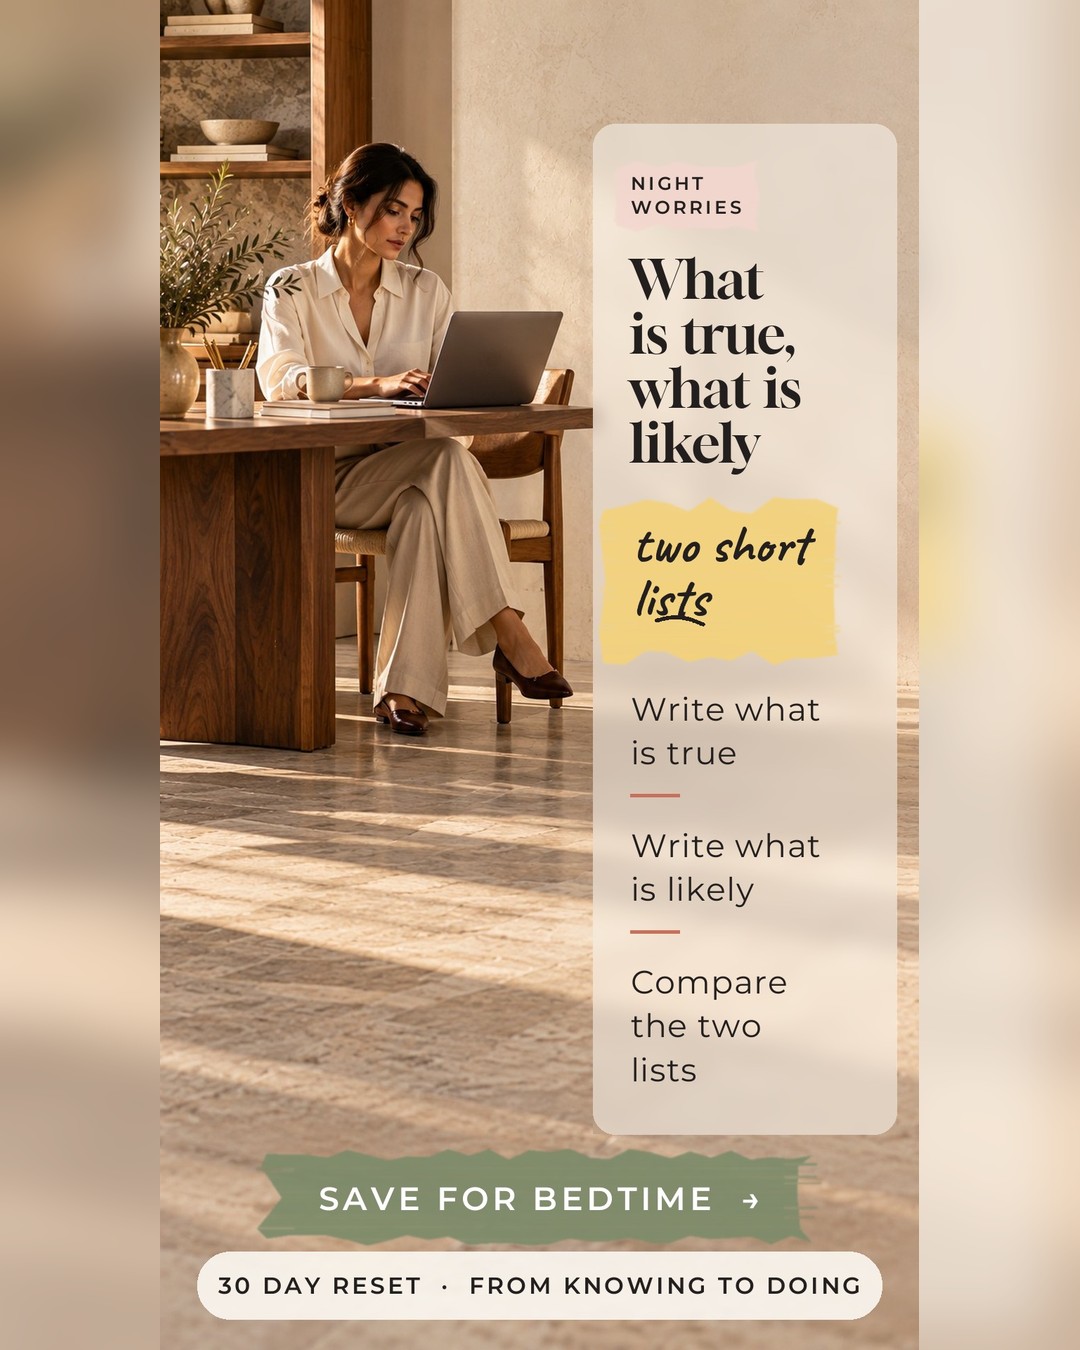 NIGHT
WORRIES
What
is true,
what is
likely
two short
lists
Write what
is true
Write what
is likely
Compare
the two
lists
SAVE FOR BEDTIME →
30 DAY RESET · FROM KNOWING TO DOING